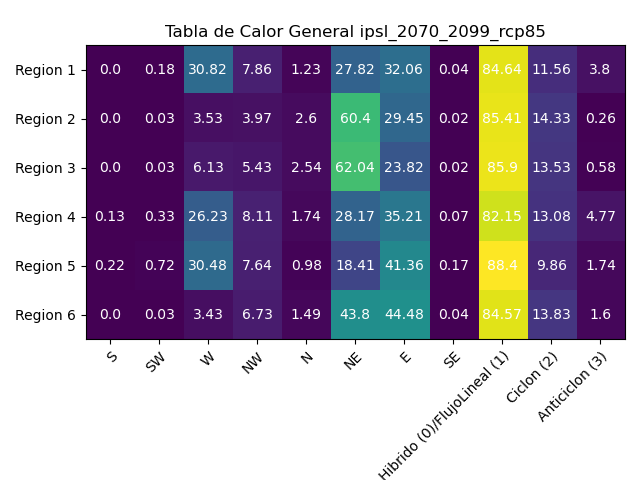 Tabla de Calor General ipsl_2070_2099_rcp85
Region 1 0.0 0.18 30.82 7.86 1.23 27.82 32.06 0.04 84.64 11.56 3.8
Region 2 0.0 0.03 3.53 3.97 2.6 60.4 29.45 0.02 85.41 14.33 0.26
Region 3 0.0 0.03 6.13 5.43 2.54 62.04 23.82 0.02 85.9 13.53 0.58
Region 4 0.13 0.33 26.23 8.11 1.74 28.17 35.21 0.07 82.15 13.08 4.77
Region 5 0.22 0.72 30.48 7.64 0.98 18.41 41.36 0.17 88.4 9.86 1.74
Region 6 0.0 0.03 3.43 6.73 1.49 43.8 44.48 0.04 84.57 13.83 1.6
S SW W NW N NE E SE Hibrido (0)/FlujoLineal (1) Ciclon (2) Anticiclon (3)